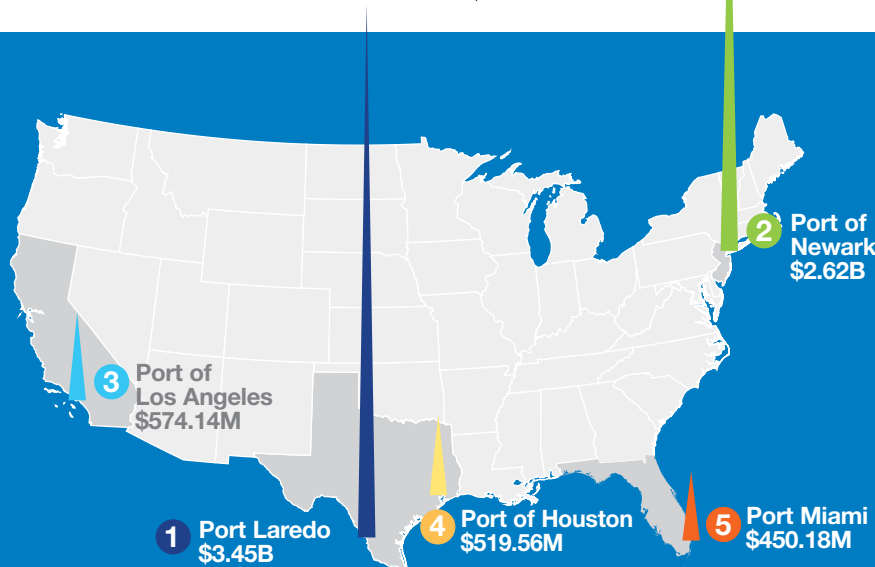 2
Port of
Newark
$2.62B
3
Port of
Los Angeles
$574.14M
1
Port Laredo
$3.45B
4
Port of Houston
$519.56M
5
Port Miami
$450.18M